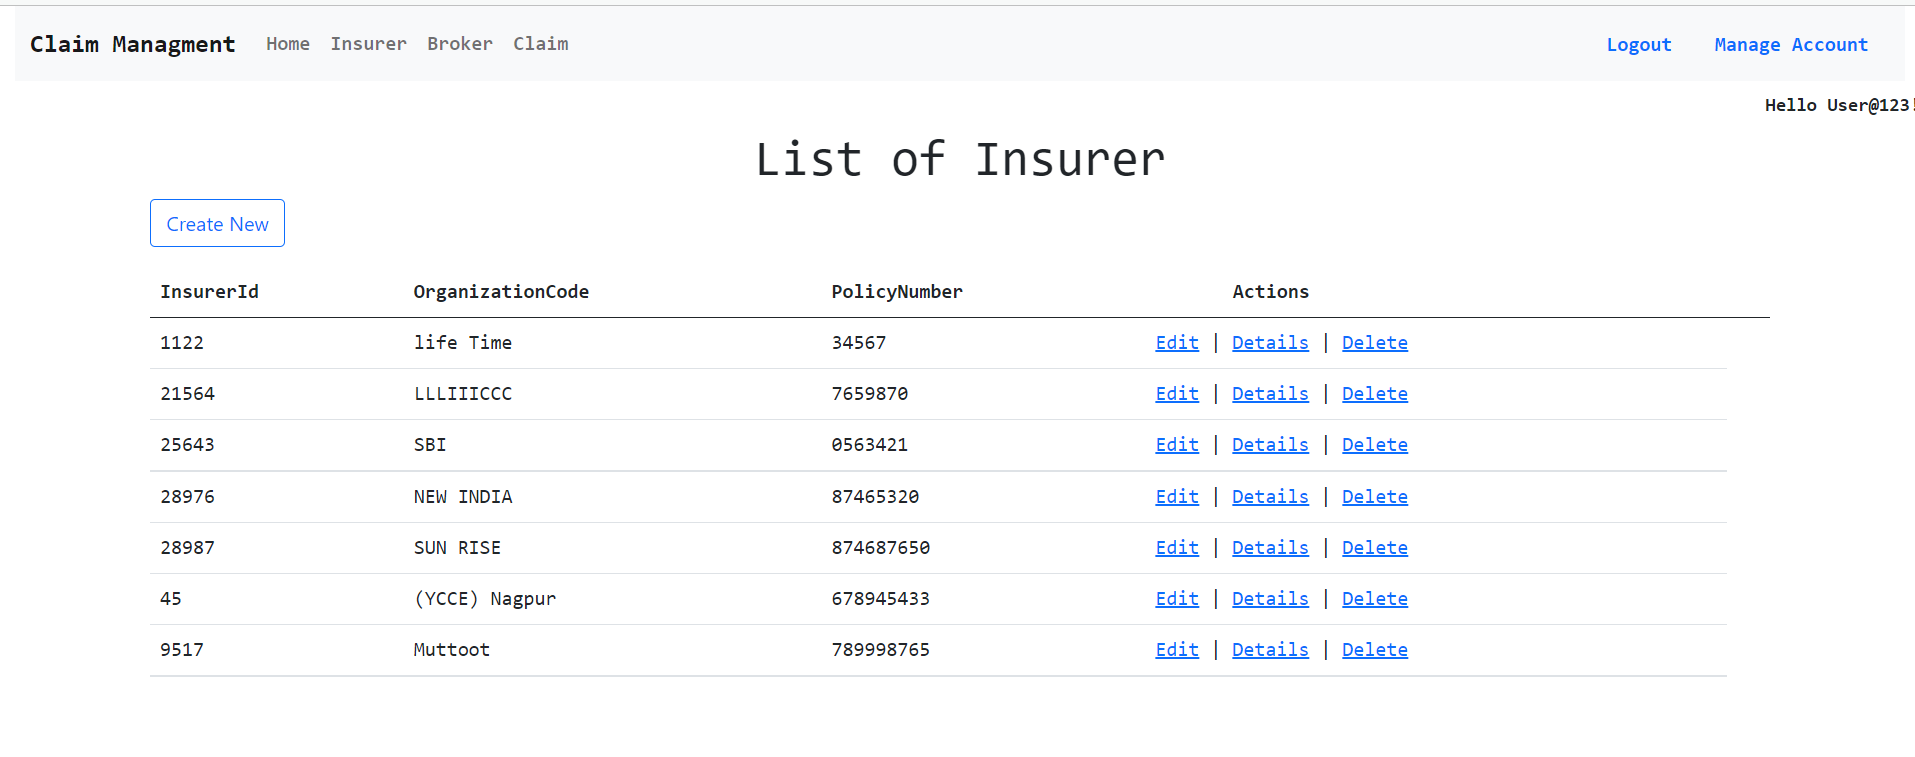 Claim Managment Home Insurer Broker Claim Logout Manage Account
Hello User@123!
List of Insurer
Create New
InsurerId OrganizationCode PolicyNumber Actions
1122 life Time 34567 Edit | Details | Delete
21564 LLLIIICCC 7659870 Edit | Details | Delete
25643 SBI 0563421 Edit | Details | Delete
28976 NEW INDIA 87465320 Edit | Details | Delete
28987 SUN RISE 874687650 Edit | Details | Delete
45 (YCCE) Nagpur 678945433 Edit | Details | Delete
9517 Muttoot 789998765 Edit | Details | Delete